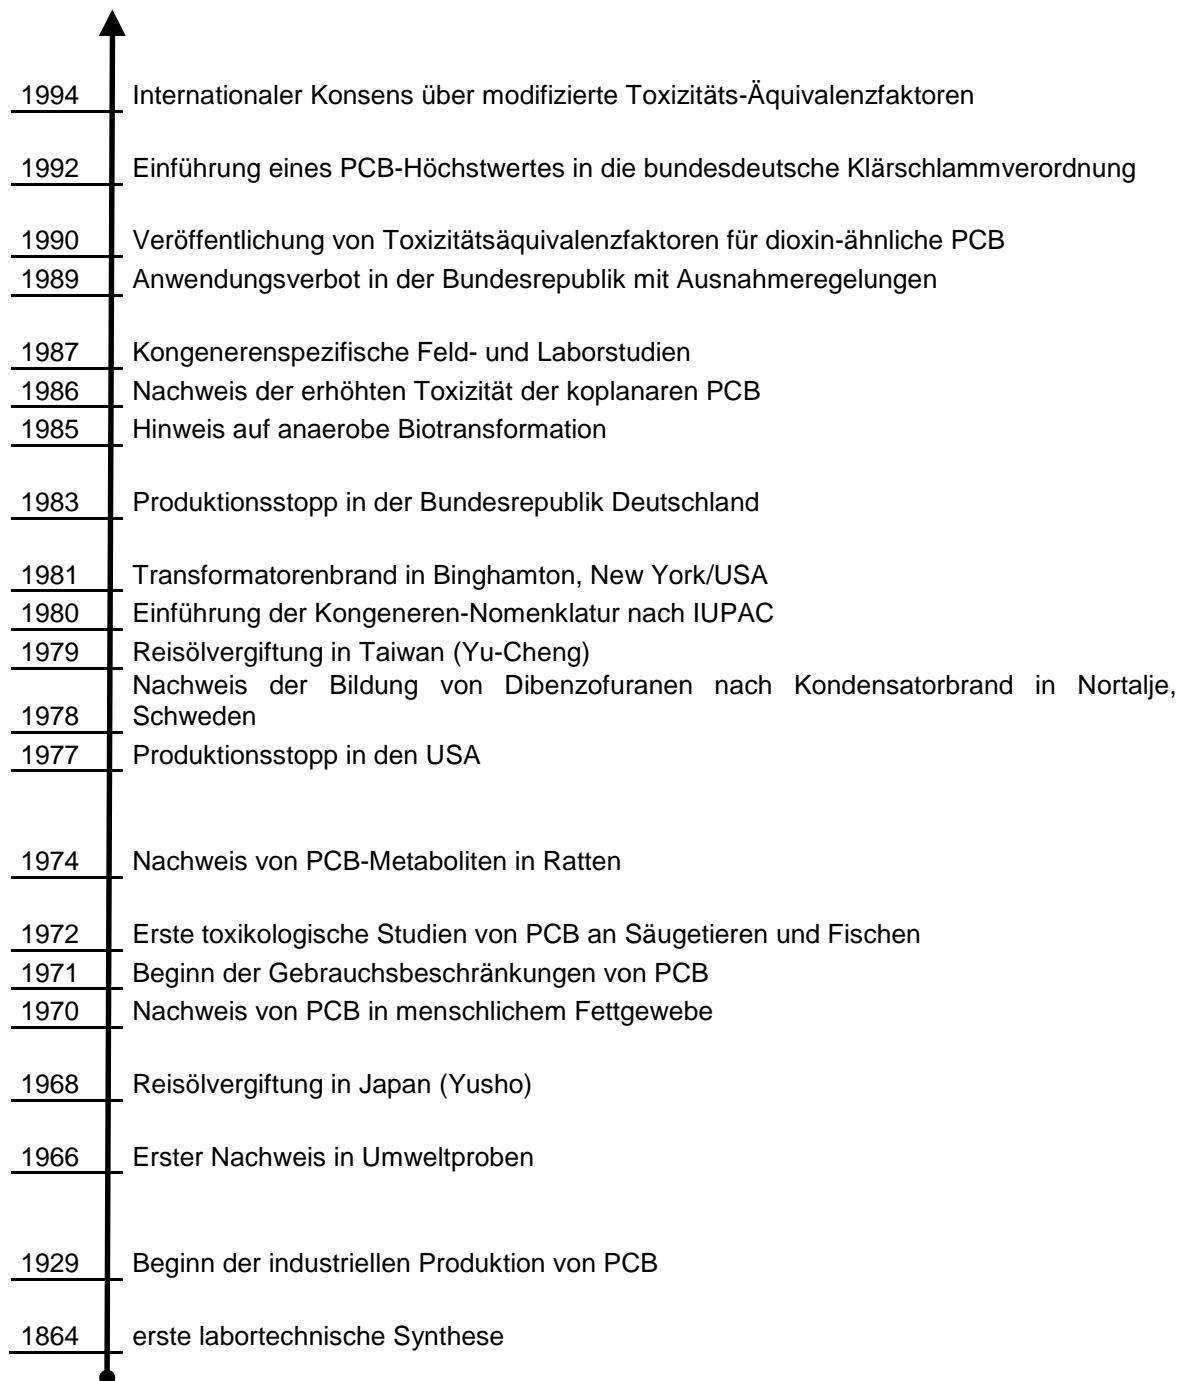 1994 Internationaler Konsens über modifizierte Toxizitäts-Äquivalenzfaktoren
1992 Einführung eines PCB-Höchstwertes in die bundesdeutsche Klärschlammverordnung
1990 Veröffentlichung von Toxizitätsäquivalenzfaktoren für dioxin-ähnliche PCB
1989 Anwendungsverbot in der Bundesrepublik mit Ausnahmeregelungen
1987 Kongenerenspezifische Feld- und Laborstudien
1986 Nachweis der erhöhten Toxizität der koplanaren PCB
1985 Hinweis auf anaerobe Biotransformation
1983 Produktionsstopp in der Bundesrepublik Deutschland
1981 Transformatorenbrand in Binghamton, New York/USA
1980 Einführung der Kongeneren-Nomenklatur nach IUPAC
1979 Reisölvergiftung in Taiwan (Yu-Cheng)
Nachweis der Bildung von Dibenzofuranen nach Kondensatorbrand in Nortalje,
1978 Schweden
1977 Produktionsstopp in den USA
1974 Nachweis von PCB-Metaboliten in Ratten
1972 Erste toxikologische Studien von PCB an Säugetieren und Fischen
1971 Beginn der Gebrauchsbeschränkungen von PCB
1970 Nachweis von PCB in menschlichem Fettgewebe
1968 Reisölvergiftung in Japan (Yusho)
1966 Erster Nachweis in Umweltproben
1929 Beginn der industriellen Produktion von PCB
1864 erste labortechnische Synthese